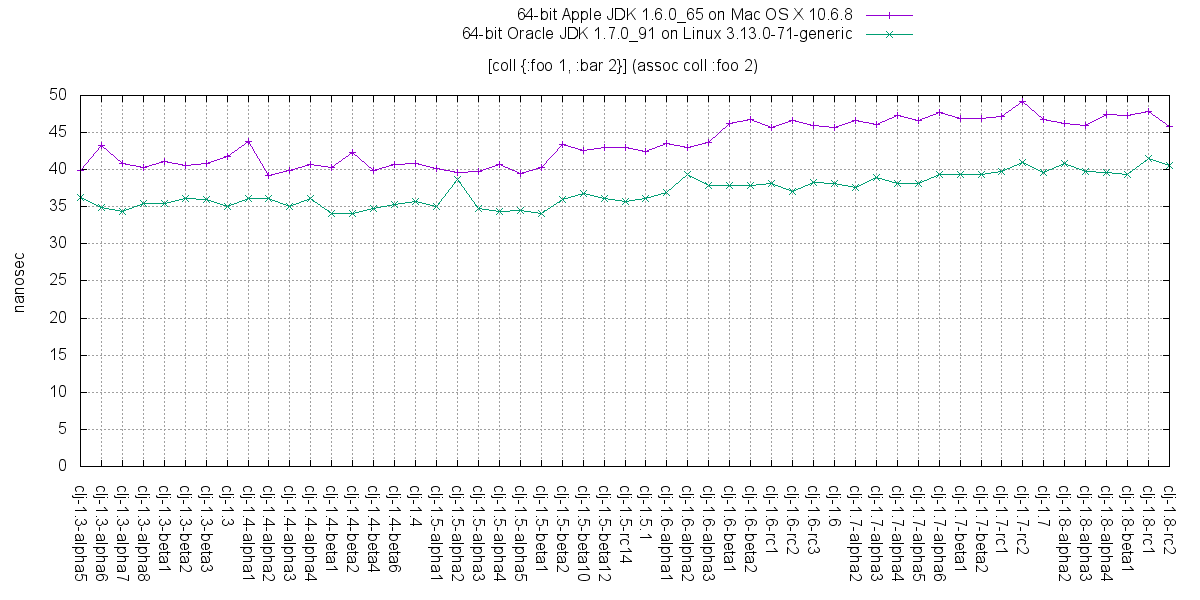 64-bit Apple JDK 1.6.0_65 on Mac OS X 10.6.8
64-bit Oracle JDK 1.7.0_91 on Linux 3.13.0-71-generic
[coll {:foo 1, :bar 2}] (assoc coll :foo 2)
50
45
40
35
30
25
20
15
10
5
0
nanosec
clj-1.3-alpha5
clj-1.3-alpha6
clj-1.3-alpha7
clj-1.3-alpha8
clj-1.3-beta1
clj-1.3-beta2
clj-1.3-beta3
clj-1.3
clj-1.4-alpha1
clj-1.4-alpha2
clj-1.4-alpha3
clj-1.4-alpha4
clj-1.4-beta1
clj-1.4-beta2
clj-1.4-beta4
clj-1.4-beta6
clj-1.4
clj-1.5-alpha1
clj-1.5-alpha2
clj-1.5-alpha3
clj-1.5-alpha4
clj-1.5-alpha5
clj-1.5-beta1
clj-1.5-beta2
clj-1.5-beta10
clj-1.5-beta12
clj-1.5-rc14
clj-1.5.1
clj-1.6-alpha1
clj-1.6-alpha2
clj-1.6-alpha3
clj-1.6-beta1
clj-1.6-beta2
clj-1.6-rc1
clj-1.6-rc2
clj-1.6-rc3
clj-1.6
clj-1.7-alpha2
clj-1.7-alpha3
clj-1.7-alpha4
clj-1.7-alpha5
clj-1.7-alpha6
clj-1.7-beta1
clj-1.7-beta2
clj-1.7-rc1
clj-1.7-rc2
clj-1.7
clj-1.8-alpha2
clj-1.8-alpha3
clj-1.8-alpha4
clj-1.8-beta1
clj-1.8-rc1
clj-1.8-rc2